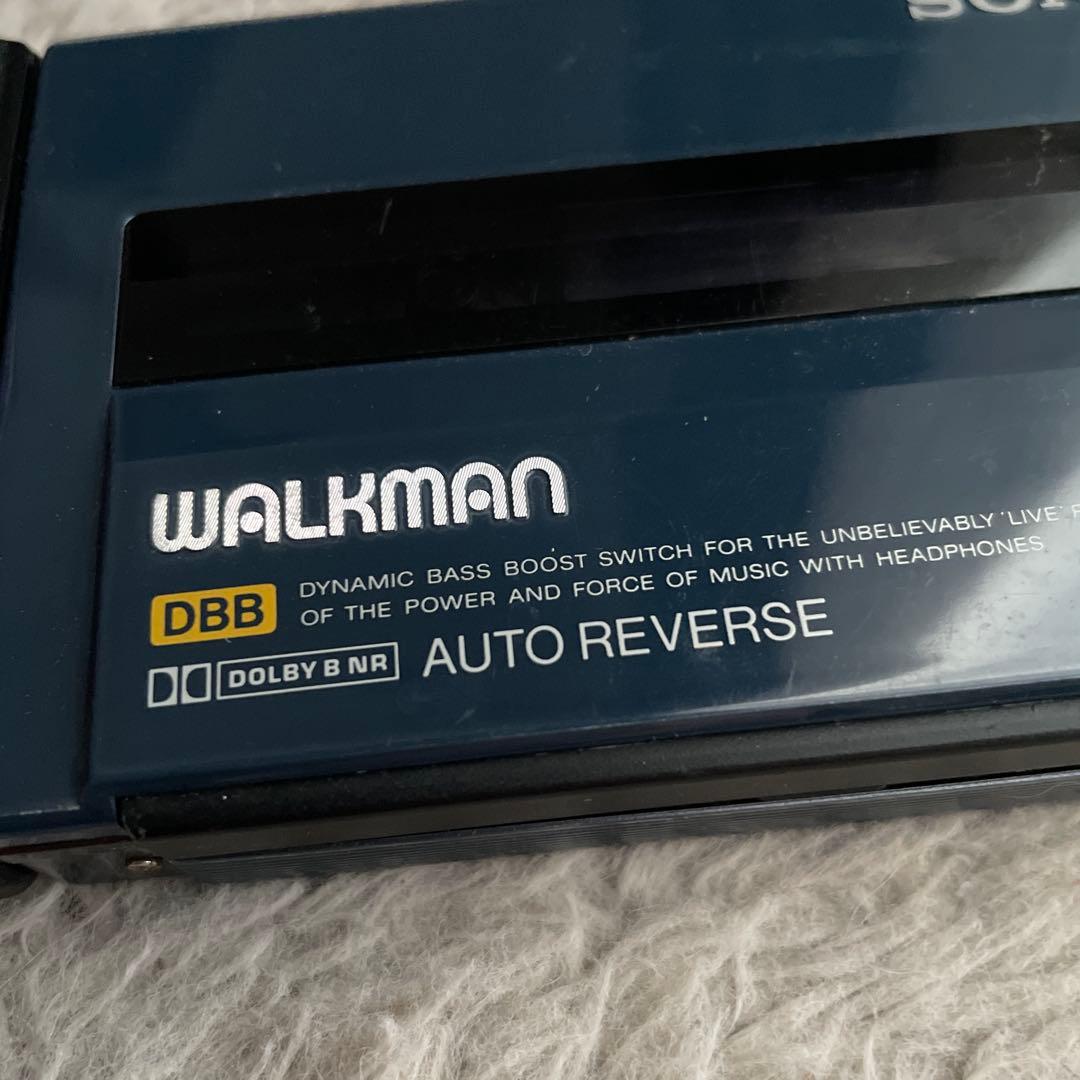 WALKMAN
DBB
DYNAMIC BASS BOOST SWITCH FOR THE UNBELIEVABLY 'LIVE'
OF THE POWER AND FORCE OF MUSIC WITH HEADPHONES
DOLBY B NR AUTO REVERSE